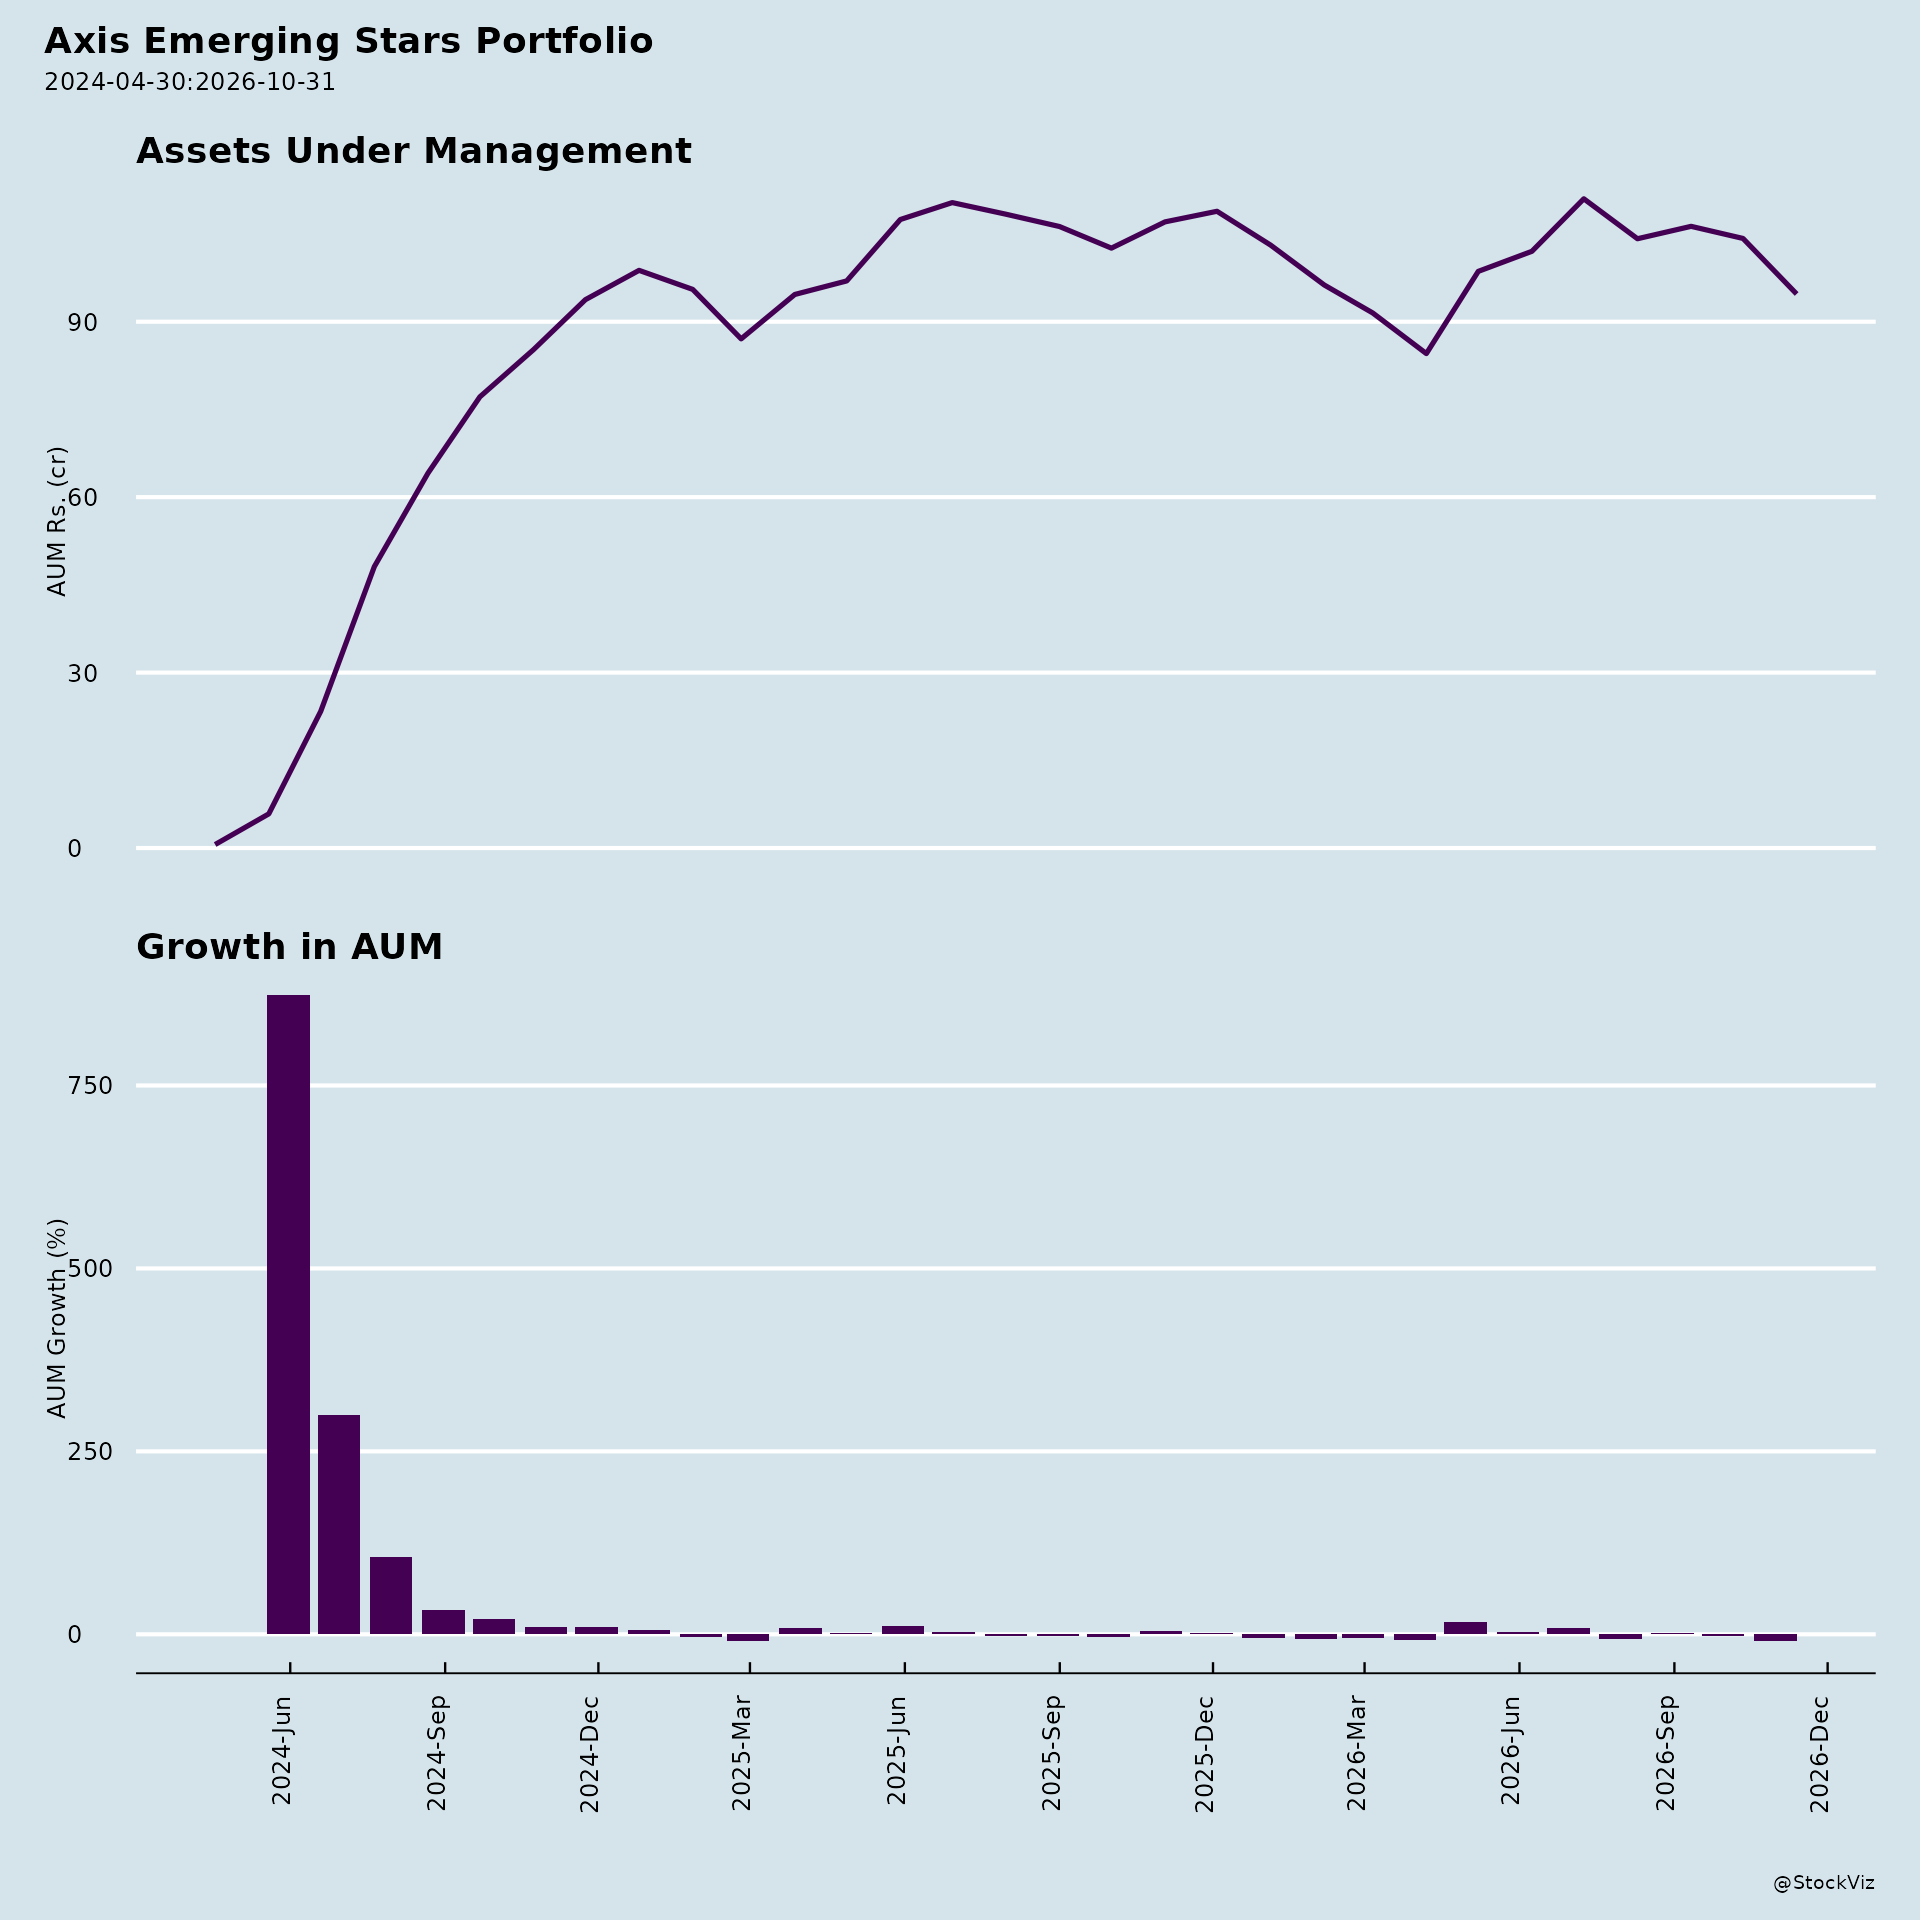 Axis Emerging Stars Portfolio
2024-04-30:2026-10-31
Assets Under Management
AUM Rs. (cr)
90
60
30
0
Growth in AUM
AUM Growth (%)
750
500
250
0
2024-Jun
2024-Sep
2024-Dec
2025-Mar
2025-Jun
2025-Sep
2025-Dec
2026-Mar
2026-Jun
2026-Sep
2026-Dec
@StockViz